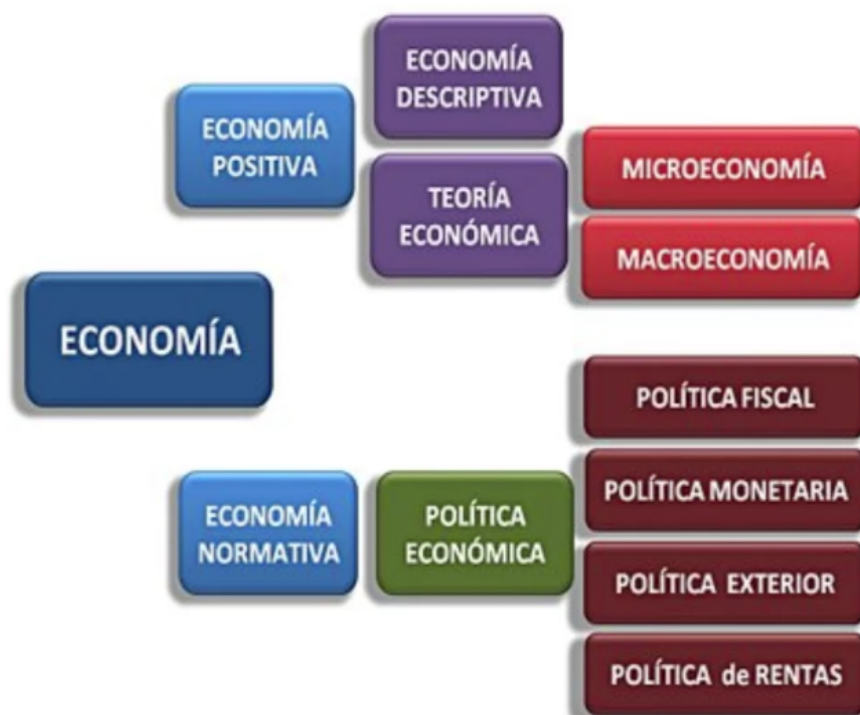 ECONOMÍA
ECONOMÍA
POSITIVA
ECONOMÍA
DESCRIPTIVA
TEORÍA
ECONÓMICA
MICROECONOMÍA
MACROECONOMÍA
ECONOMÍA
NORMATIVA
POLÍTICA
ECONÓMICA
POLÍTICA FISCAL
POLÍTICA MONETARIA
POLÍTICA EXTERIOR
POLÍTICA de RENTAS